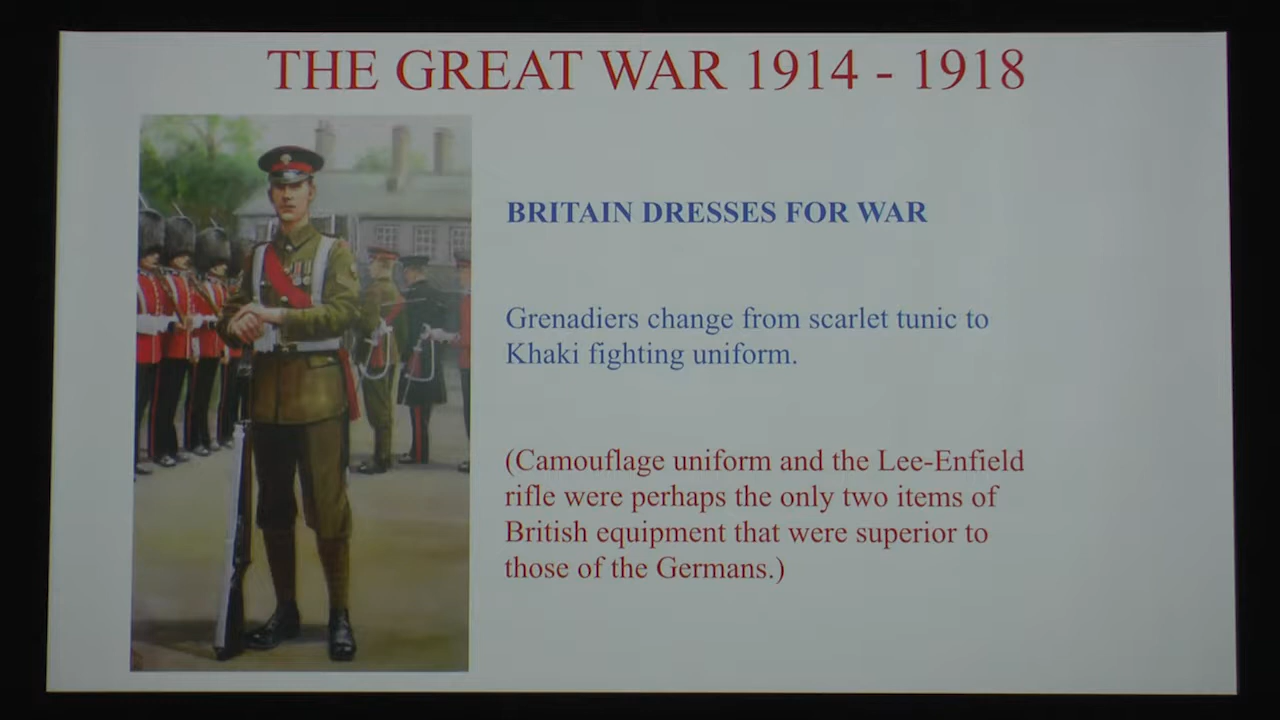 THE GREAT WAR 1914 - 1918
BRITAIN DRESSES FOR WAR
Grenadiers change from scarlet tunic to
Khaki fighting uniform.
(Camouflage uniform and the Lee-Enfield
rifle were perhaps the only two items of
British equipment that were superior to
those of the Germans.)